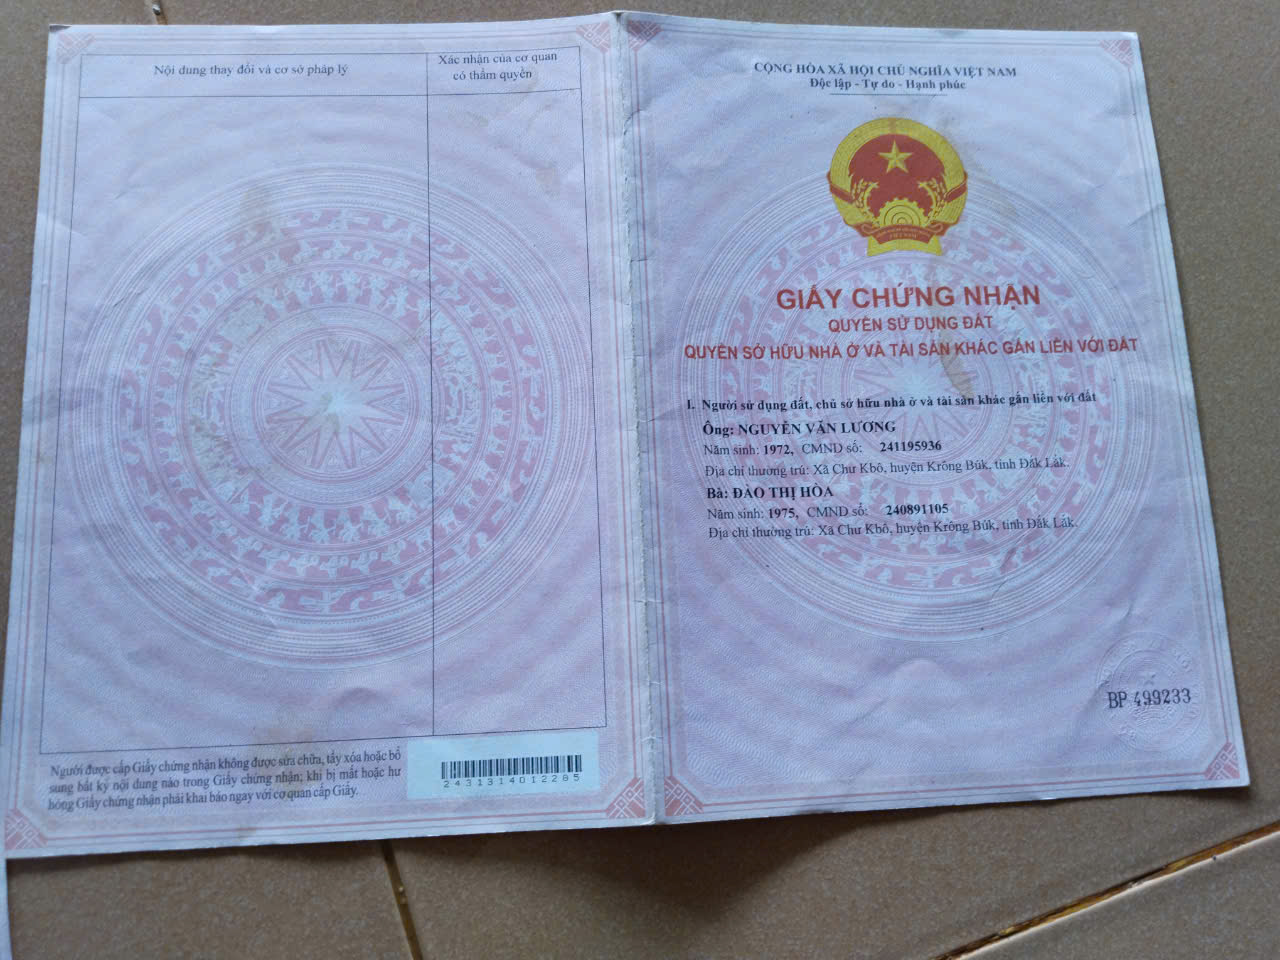 Nội dung thay đổi và cơ sở pháp lý
Xác nhận của cơ quan
có thẩm quyền
Người được cấp Giấy chứng nhận không được sửa chữa, tẩy xóa hoặc bổ
sung bất kỳ nội dung nào trong Giấy chứng nhận; khi bị mất hoặc hư
hỏng Giấy chứng nhận phải khai báo ngay với cơ quan cấp Giấy.
2431314012285
CỘNG HÒA XÃ HỘI CHỦ NGHĨA VIỆT NAM
Độc lập - Tự do - Hạnh phúc
VIỆT NAM
GIẤY CHỨNG NHẬN
QUYỀN SỬ DỤNG ĐẤT
QUYỀN SỞ HỮU NHÀ Ở VÀ TÀI SẢN KHÁC GẮN LIỀN VỚI ĐẤT
I. Người sử dụng đất, chủ sở hữu nhà ở và tài sản khác gắn liền với đất
Ông: NGUYỄN VĂN LƯƠNG
Năm sinh: 1972, CMND số: 241195936
Địa chỉ thường trú: Xã Chư Kbô, huyện Krông Búk, tỉnh Đắk Lắk.
Bà: ĐÀO THỊ HÒA
Năm sinh: 1975, CMND số: 240891105
Địa chỉ thường trú: Xã Chư Kbô, huyện Krông Búk, tỉnh Đắk Lắk.
BP 499233